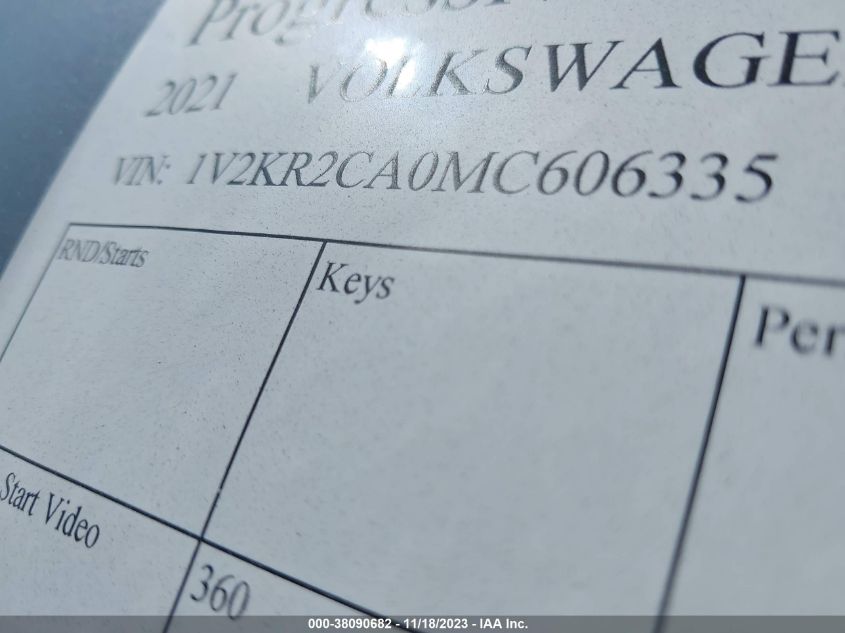 2021 VOLKSWAGE
VIN: 1V2KR2CA0MC606335
RND/Starts
Keys
Per
Start Video
360
000-38090682 - 11/18/2023 - IAA Inc.